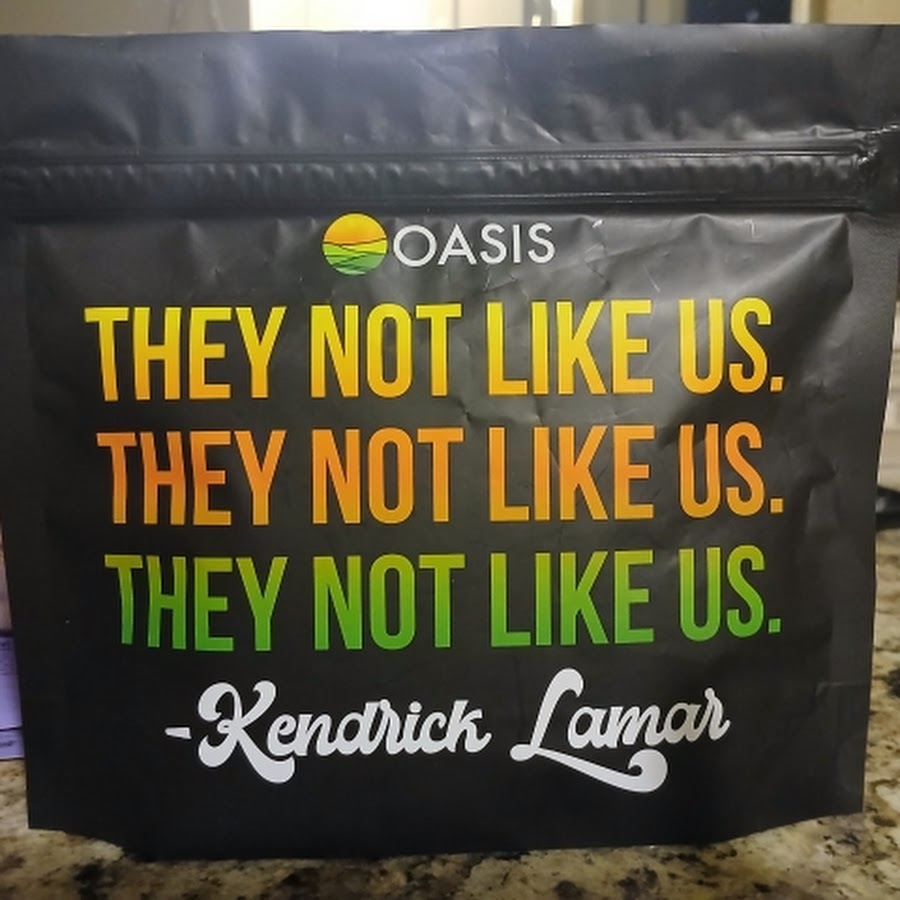 OASIS
THEY NOT LIKE US.
THEY NOT LIKE US.
THEY NOT LIKE US.
-Kendrick Lamar